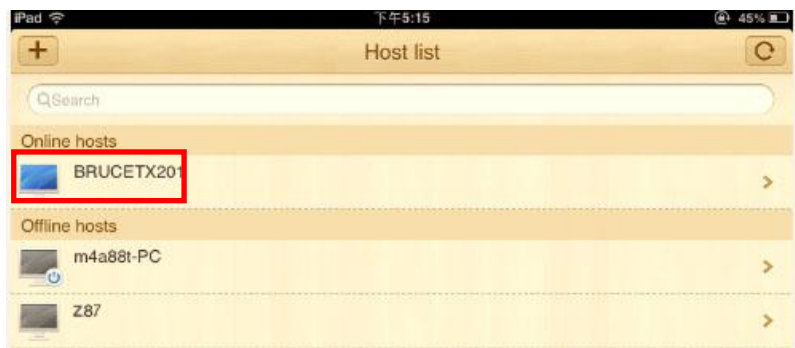 iPad 下午5:15 45%
Host list
Search
Online hosts
BRUCETX201
Offline hosts
m4a88t-PC
Z87